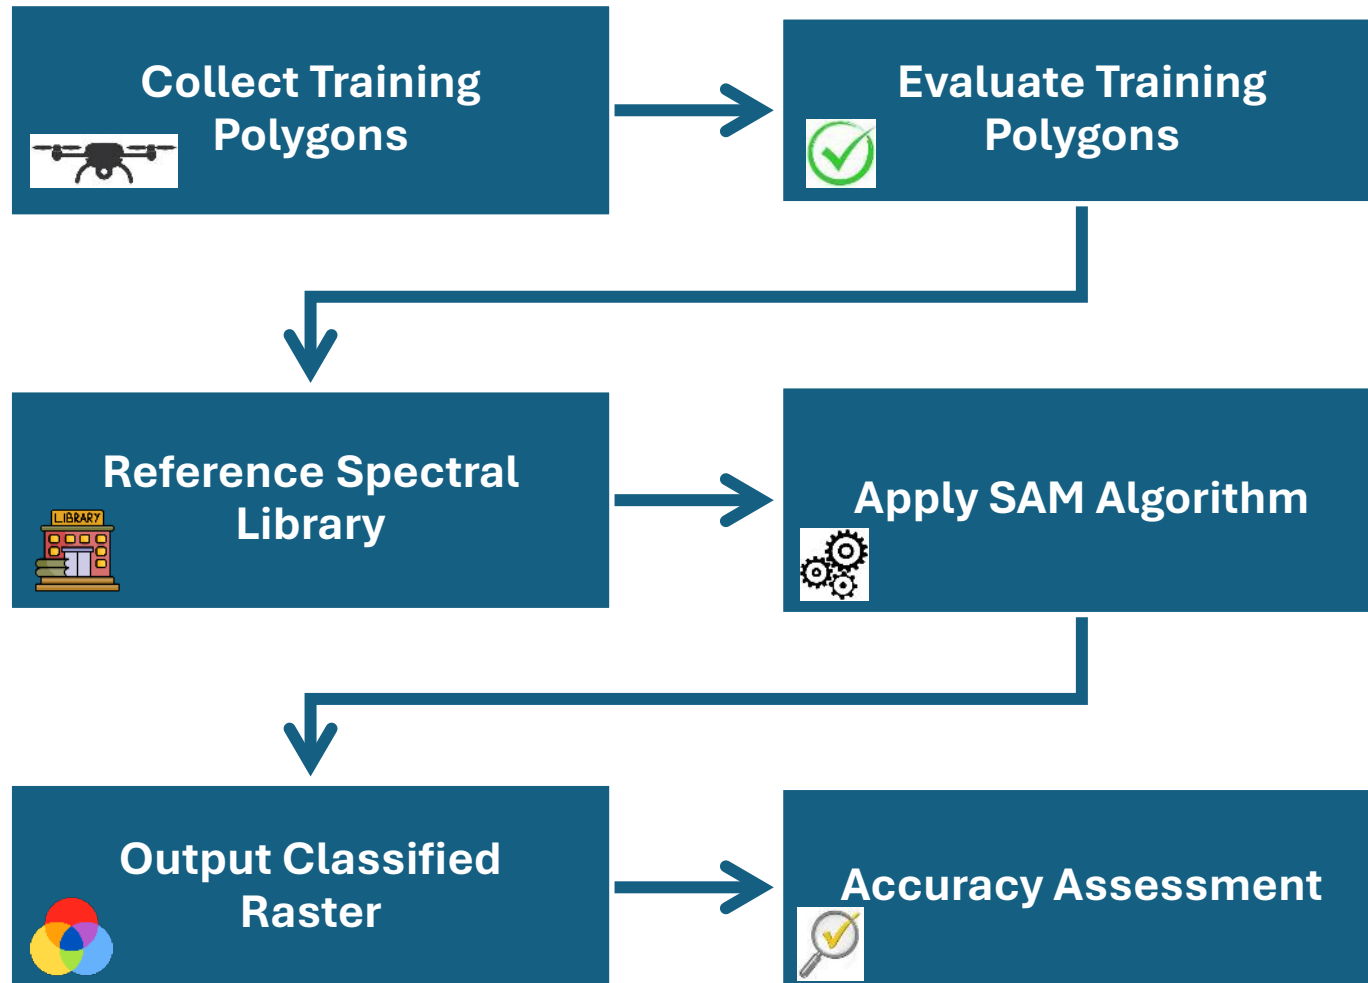 Collect Training
Polygons
Evaluate Training
Polygons
Reference Spectral
Library
LIBRARY
Apply SAM Algorithm
Output Classified
Raster
Accuracy Assessment